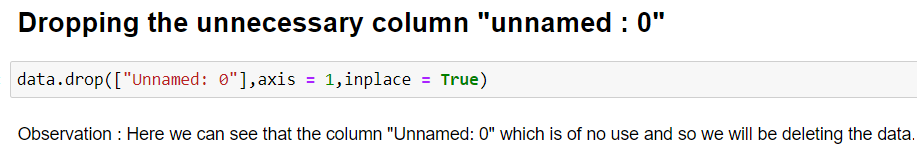 Dropping the unnecessary column "unnamed : 0"
data.drop(["Unnamed: 0"],axis = 1,inplace = True)
Observation : Here we can see that the column "Unnamed: 0" which is of no use and so we will be deleting the data.